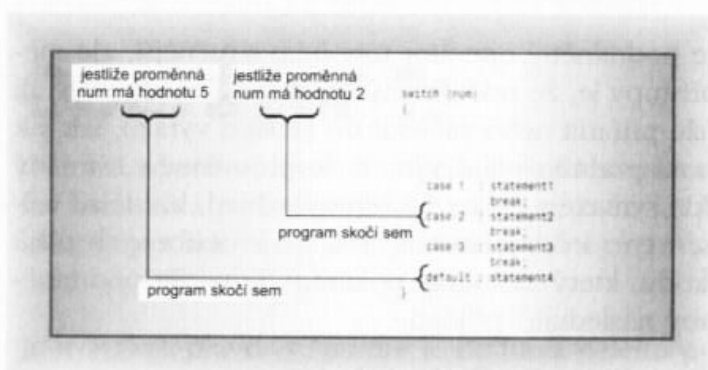 jestliže proměnná
num má hodnotu 5
jestliže proměnná
num má hodnotu 2
switch (num)
{
case 1 : statement1
break;
case 2 : statement2
break;
case 3 : statement3
break;
default : statement4
}
program skočí sem
program skočí sem